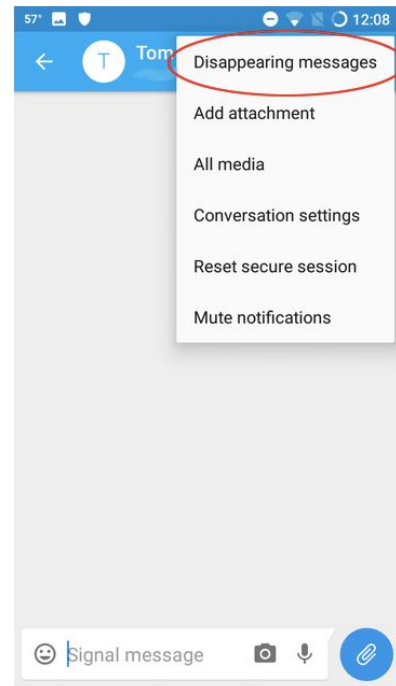 57° 12:08
T Tom
Disappearing messages
Add attachment
All media
Conversation settings
Reset secure session
Mute notifications
Signal message